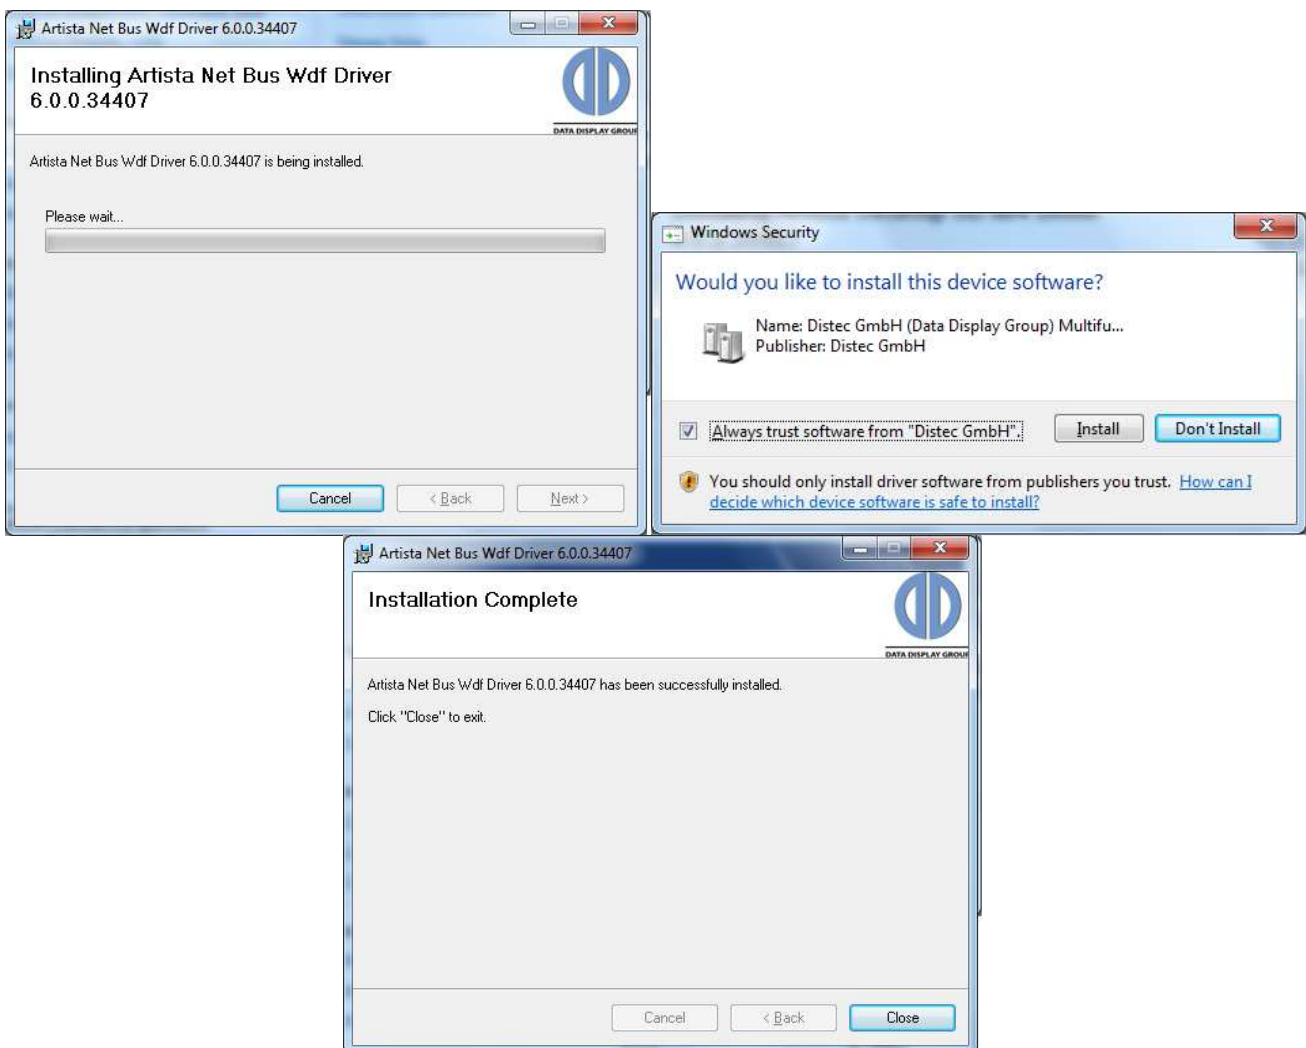 Artista Net Bus Wdf Driver 6.0.0.34407
Installing Artista Net Bus Wdf Driver
6.0.0.34407
DATA DISPLAY GROUP
Artista Net Bus Wdf Driver 6.0.0.34407 is being installed.
Please wait...
Cancel
< Back
Next >
Windows Security
Would you like to install this device software?
Name: Distec GmbH (Data Display Group) Multifu...
Publisher: Distec GmbH
Always trust software from "Distec GmbH".
Install
Don't Install
You should only install driver software from publishers you trust. How can I
decide which device software is safe to install?
Artista Net Bus Wdf Driver 6.0.0.34407
Installation Complete
DATA DISPLAY GROUP
Artista Net Bus Wdf Driver 6.0.0.34407 has been successfully installed.
Click "Close" to exit.
Cancel
< Back
Close